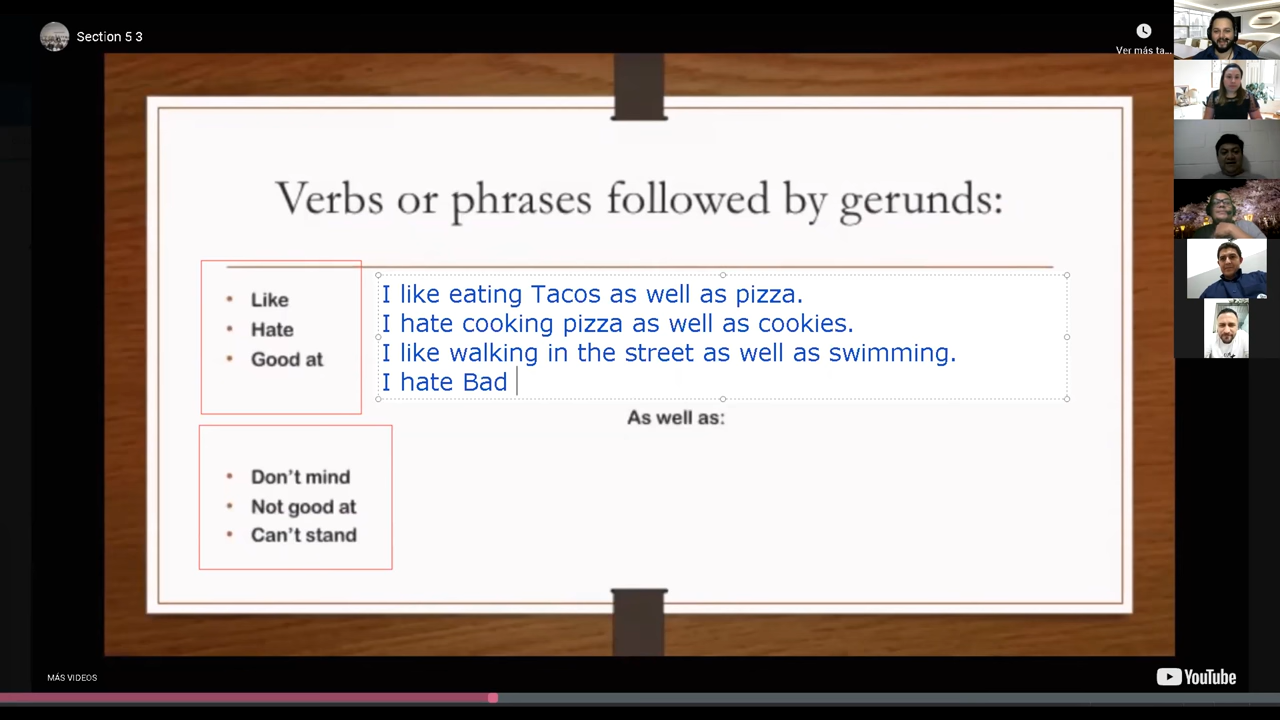 Section 5 3
Ver más ta...
Verbs or phrases followed by gerunds:
• Like
• Hate
• Good at
I like eating Tacos as well as pizza.
I hate cooking pizza as well as cookies.
I like walking in the street as well as swimming.
I hate Bad
As well as:
• Don't mind
• Not good at
• Can't stand
MÁS VIDEOS
YouTube